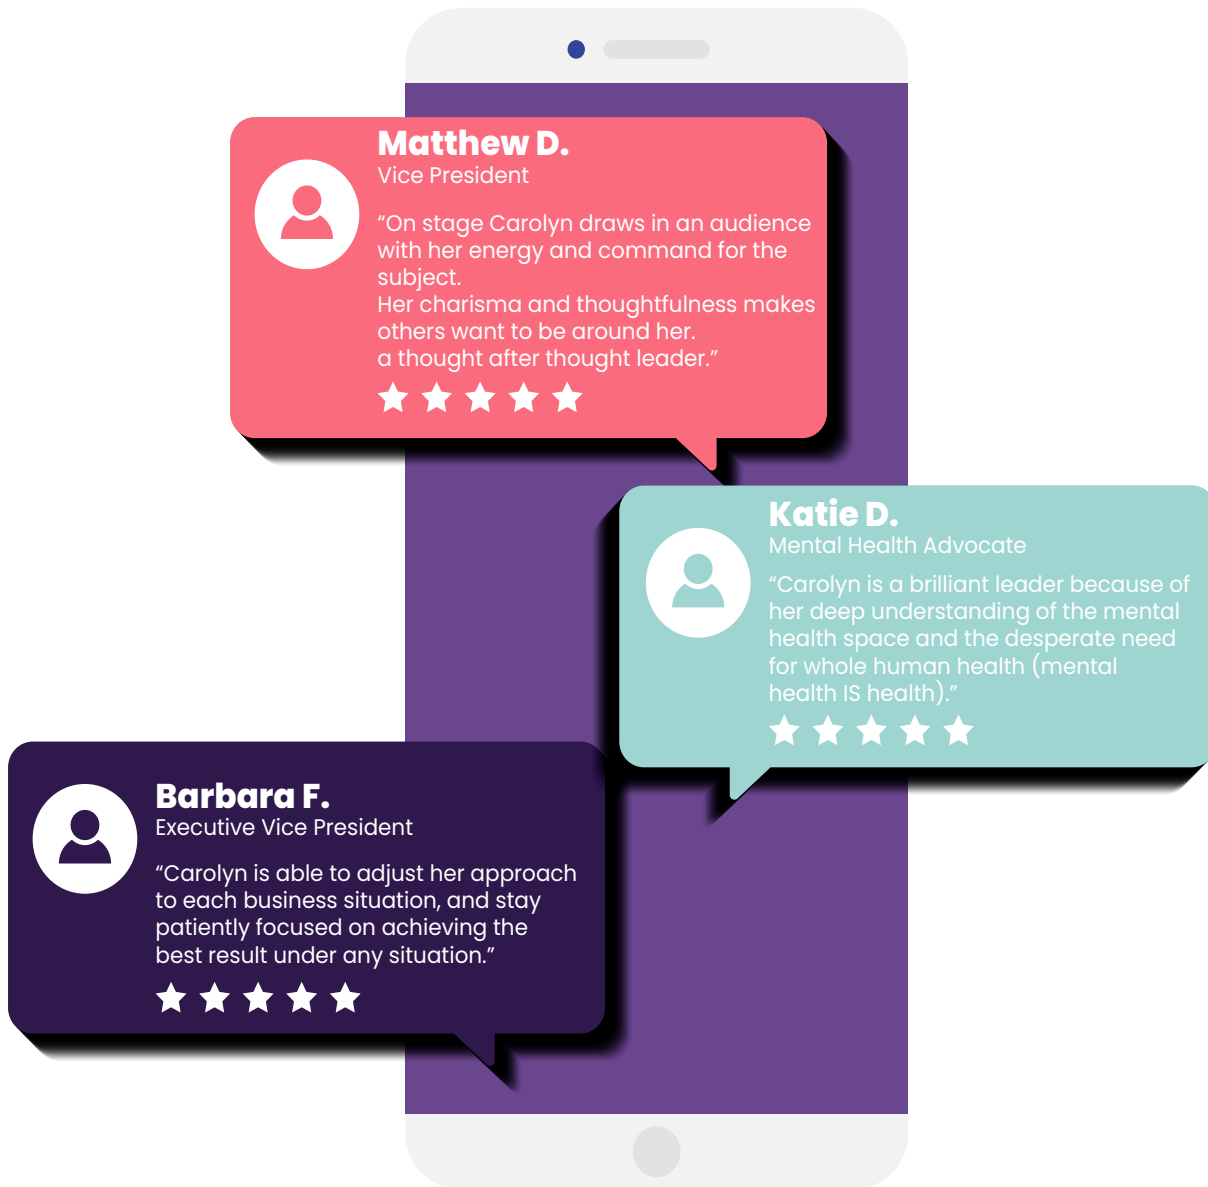 Matthew D.
Vice President
“On stage Carolyn draws in an audience
with her energy and command for the
subject.
Her charisma and thoughtfulness makes
others want to be around her.
a thought after thought leader.”
Katie D.
Mental Health Advocate
“Carolyn is a brilliant leader because of
her deep understanding of the mental
health space and the desperate need
for whole human health (mental
health IS health).”
Barbara F.
Executive Vice President
“Carolyn is able to adjust her approach
to each business situation, and stay
patiently focused on achieving the
best result under any situation.”